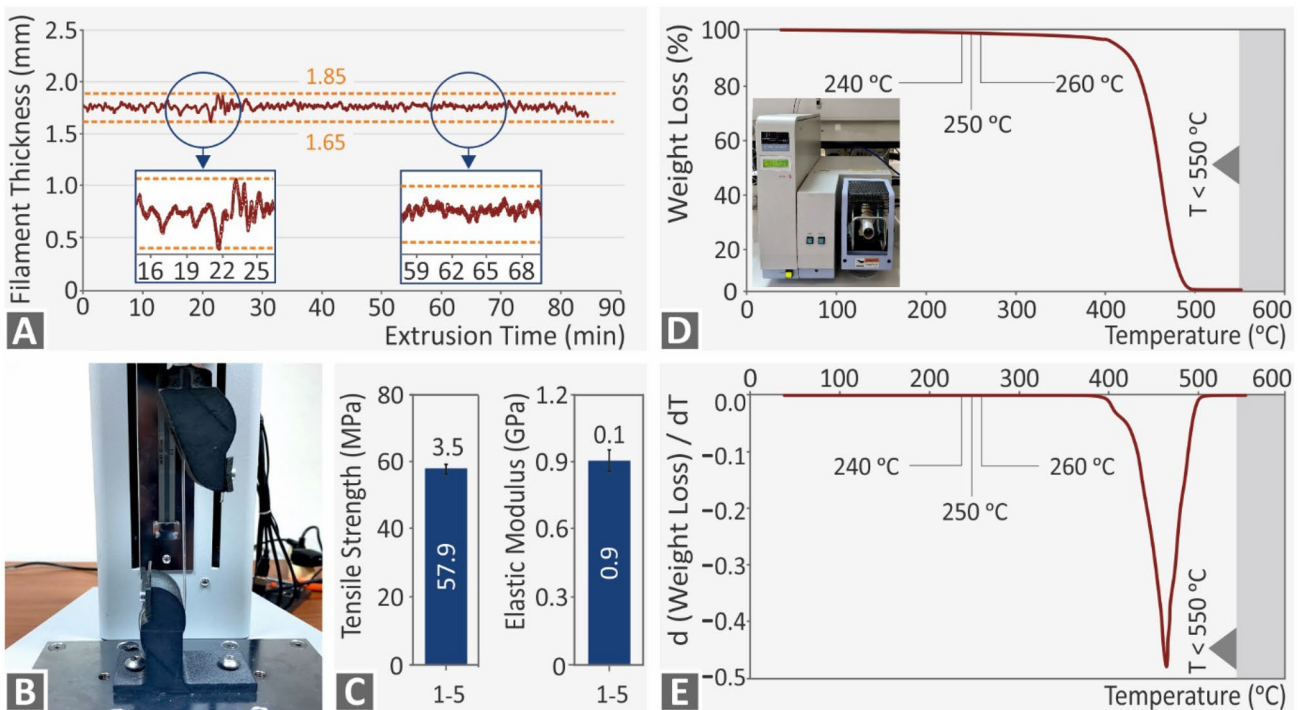 Filament Thickness (mm)
2.5
2.0
1.5
1.0
0.5
0
1.85
1.65
16 19 22 25
59 62 65 68
0 10 20 30 40 50 60 70 80 90
Extrusion Time (min)
A
B
Tensile Strength (MPa)
80
60
40
20
0
3.5
57.9
1-5
Elastic Modulus (GPa)
1.2
0.9
0.6
0.3
0
0.1
0.9
1-5
C
Weight Loss (%)
100
80
60
40
20
0
240 ºC
250 ºC
260 ºC
T < 550 ºC
0 100 200 300 400 500 600
Temperature (ºC)
D
0 100 200 300 400 500 600
d (Weight Loss) / dT
0.0
−0.1
−0.2
−0.3
−0.4
−0.5
240 ºC
250 ºC
260 ºC
T < 550 ºC
Temperature (ºC)
E